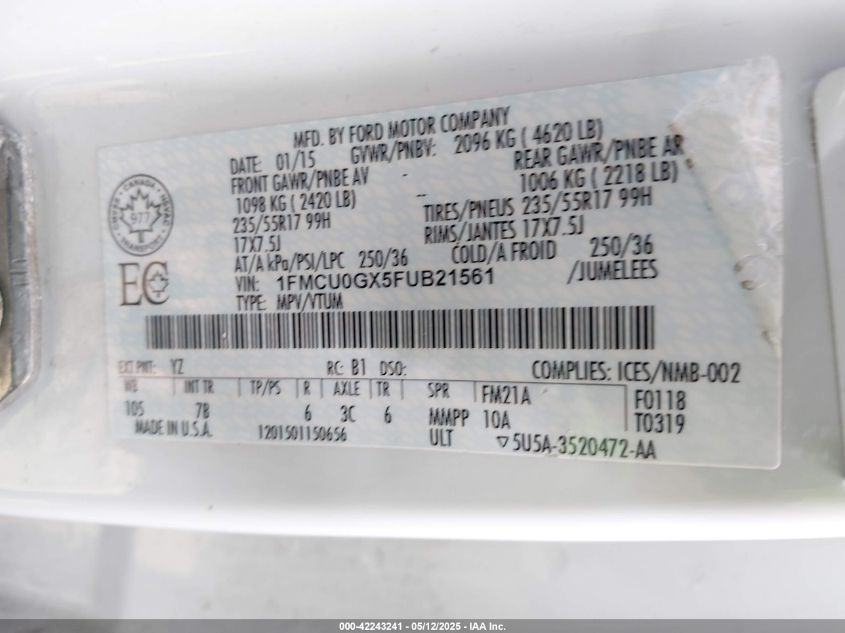 MFD. BY FORD MOTOR COMPANY
DATE: 01/15 GVWR/PNBV: 2096 KG ( 4620 LB)
FRONT GAWR/PNBE AV - REAR GAWR/PNBE AR
1098 KG ( 2420 LB) -- 1006 KG ( 2218 LB)
235/55R17 99H TIRES/PNEUS 235/55R17 99H
17X7.5J RIMS/JANTES 17X7.5J
AT/A kPa/PSI/LPC 250/36 COLD/A FROID 250/36
VIN: 1FMCU0GX5FUB21561 /JUMELEES
TYPE: MPV/VTUM
CANADA
TRANSPORT
977
EC
EXT PNT: YZ RC: B1 DSO: COMPLIES: ICES/NMB-002
WB INT TR TP/PS R AXLE TR SPR FM21A F0118
105 7B 6 3C 6 MMPP 10A T0319
MADE IN U.S.A. 1201501150656 ULT 5U5A-3520472-AA
000-42243241 - 05/12/2025 - IAA Inc.